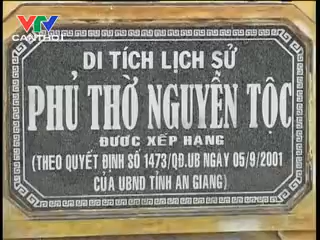 VTV
CẦN THƠ
DI TÍCH LỊCH SỬ
PHỦ THỜ NGUYỄN TỘC
ĐƯỢC XẾP HẠNG
(THEO QUYẾT ĐỊNH SỐ 1473/QĐ.UB NGÀY 05/9/2001
CỦA UBND TỈNH AN GIANG)